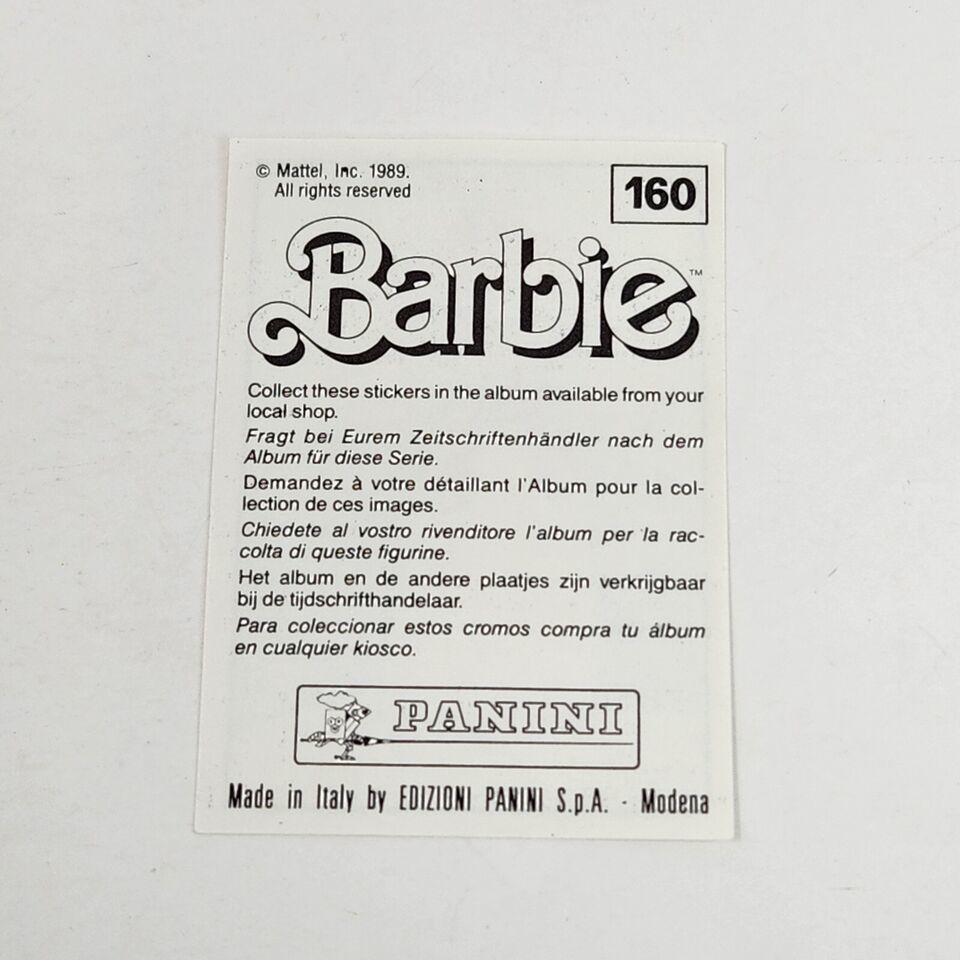 © Mattel, Inc. 1989.
All rights reserved
160
Barbie™
Collect these stickers in the album available from your
local shop.
Fragt bei Eurem Zeitschriftenhändler nach dem
Album für diese Serie.
Demandez à votre détaillant l'Album pour la col-
lection de ces images.
Chiedete al vostro rivenditore l'album per la rac-
colta di queste figurine.
Het album en de andere plaatjes zijn verkrijgbaar
bij de tijdschrifthandelaar.
Para coleccionar estos cromos compra tu álbum
en cualquier kiosco.
PANINI
Made in Italy by EDIZIONI PANINI S.p.A. - Modena